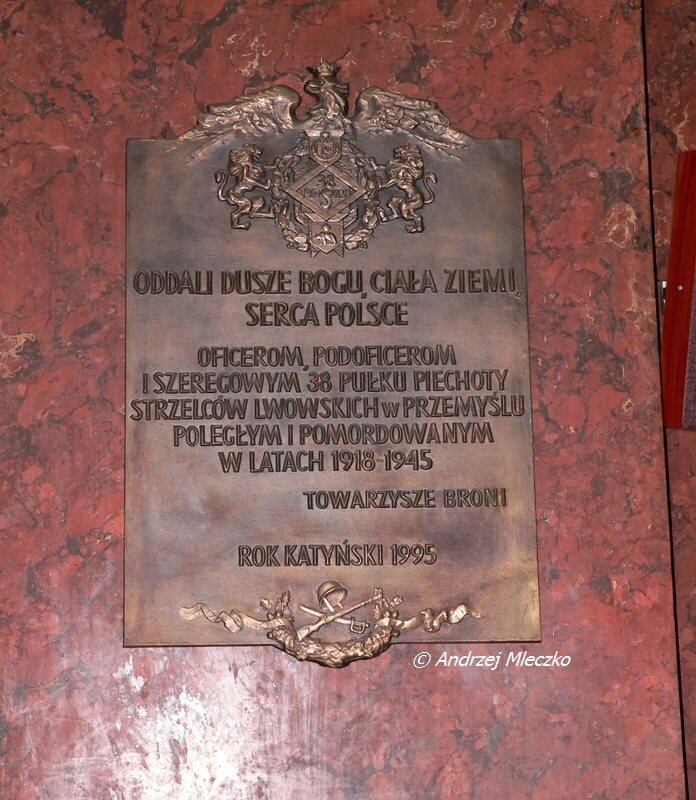 38
ODDALI DUSZE BOGU, CIAŁA ZIEMI
SERCA POLSCE
OFICEROM, PODOFICEROM
I SZEREGOWYM 38 PUŁKU PIECHOTY
STRZELCÓW LWOWSKICH w PRZEMYŚLU
POLEGŁYM I POMORDOWANYM
W LATACH 1918-1945
TOWARZYSZE BRONI
ROK KATYŃSKI 1995
© Andrzej Mleczko